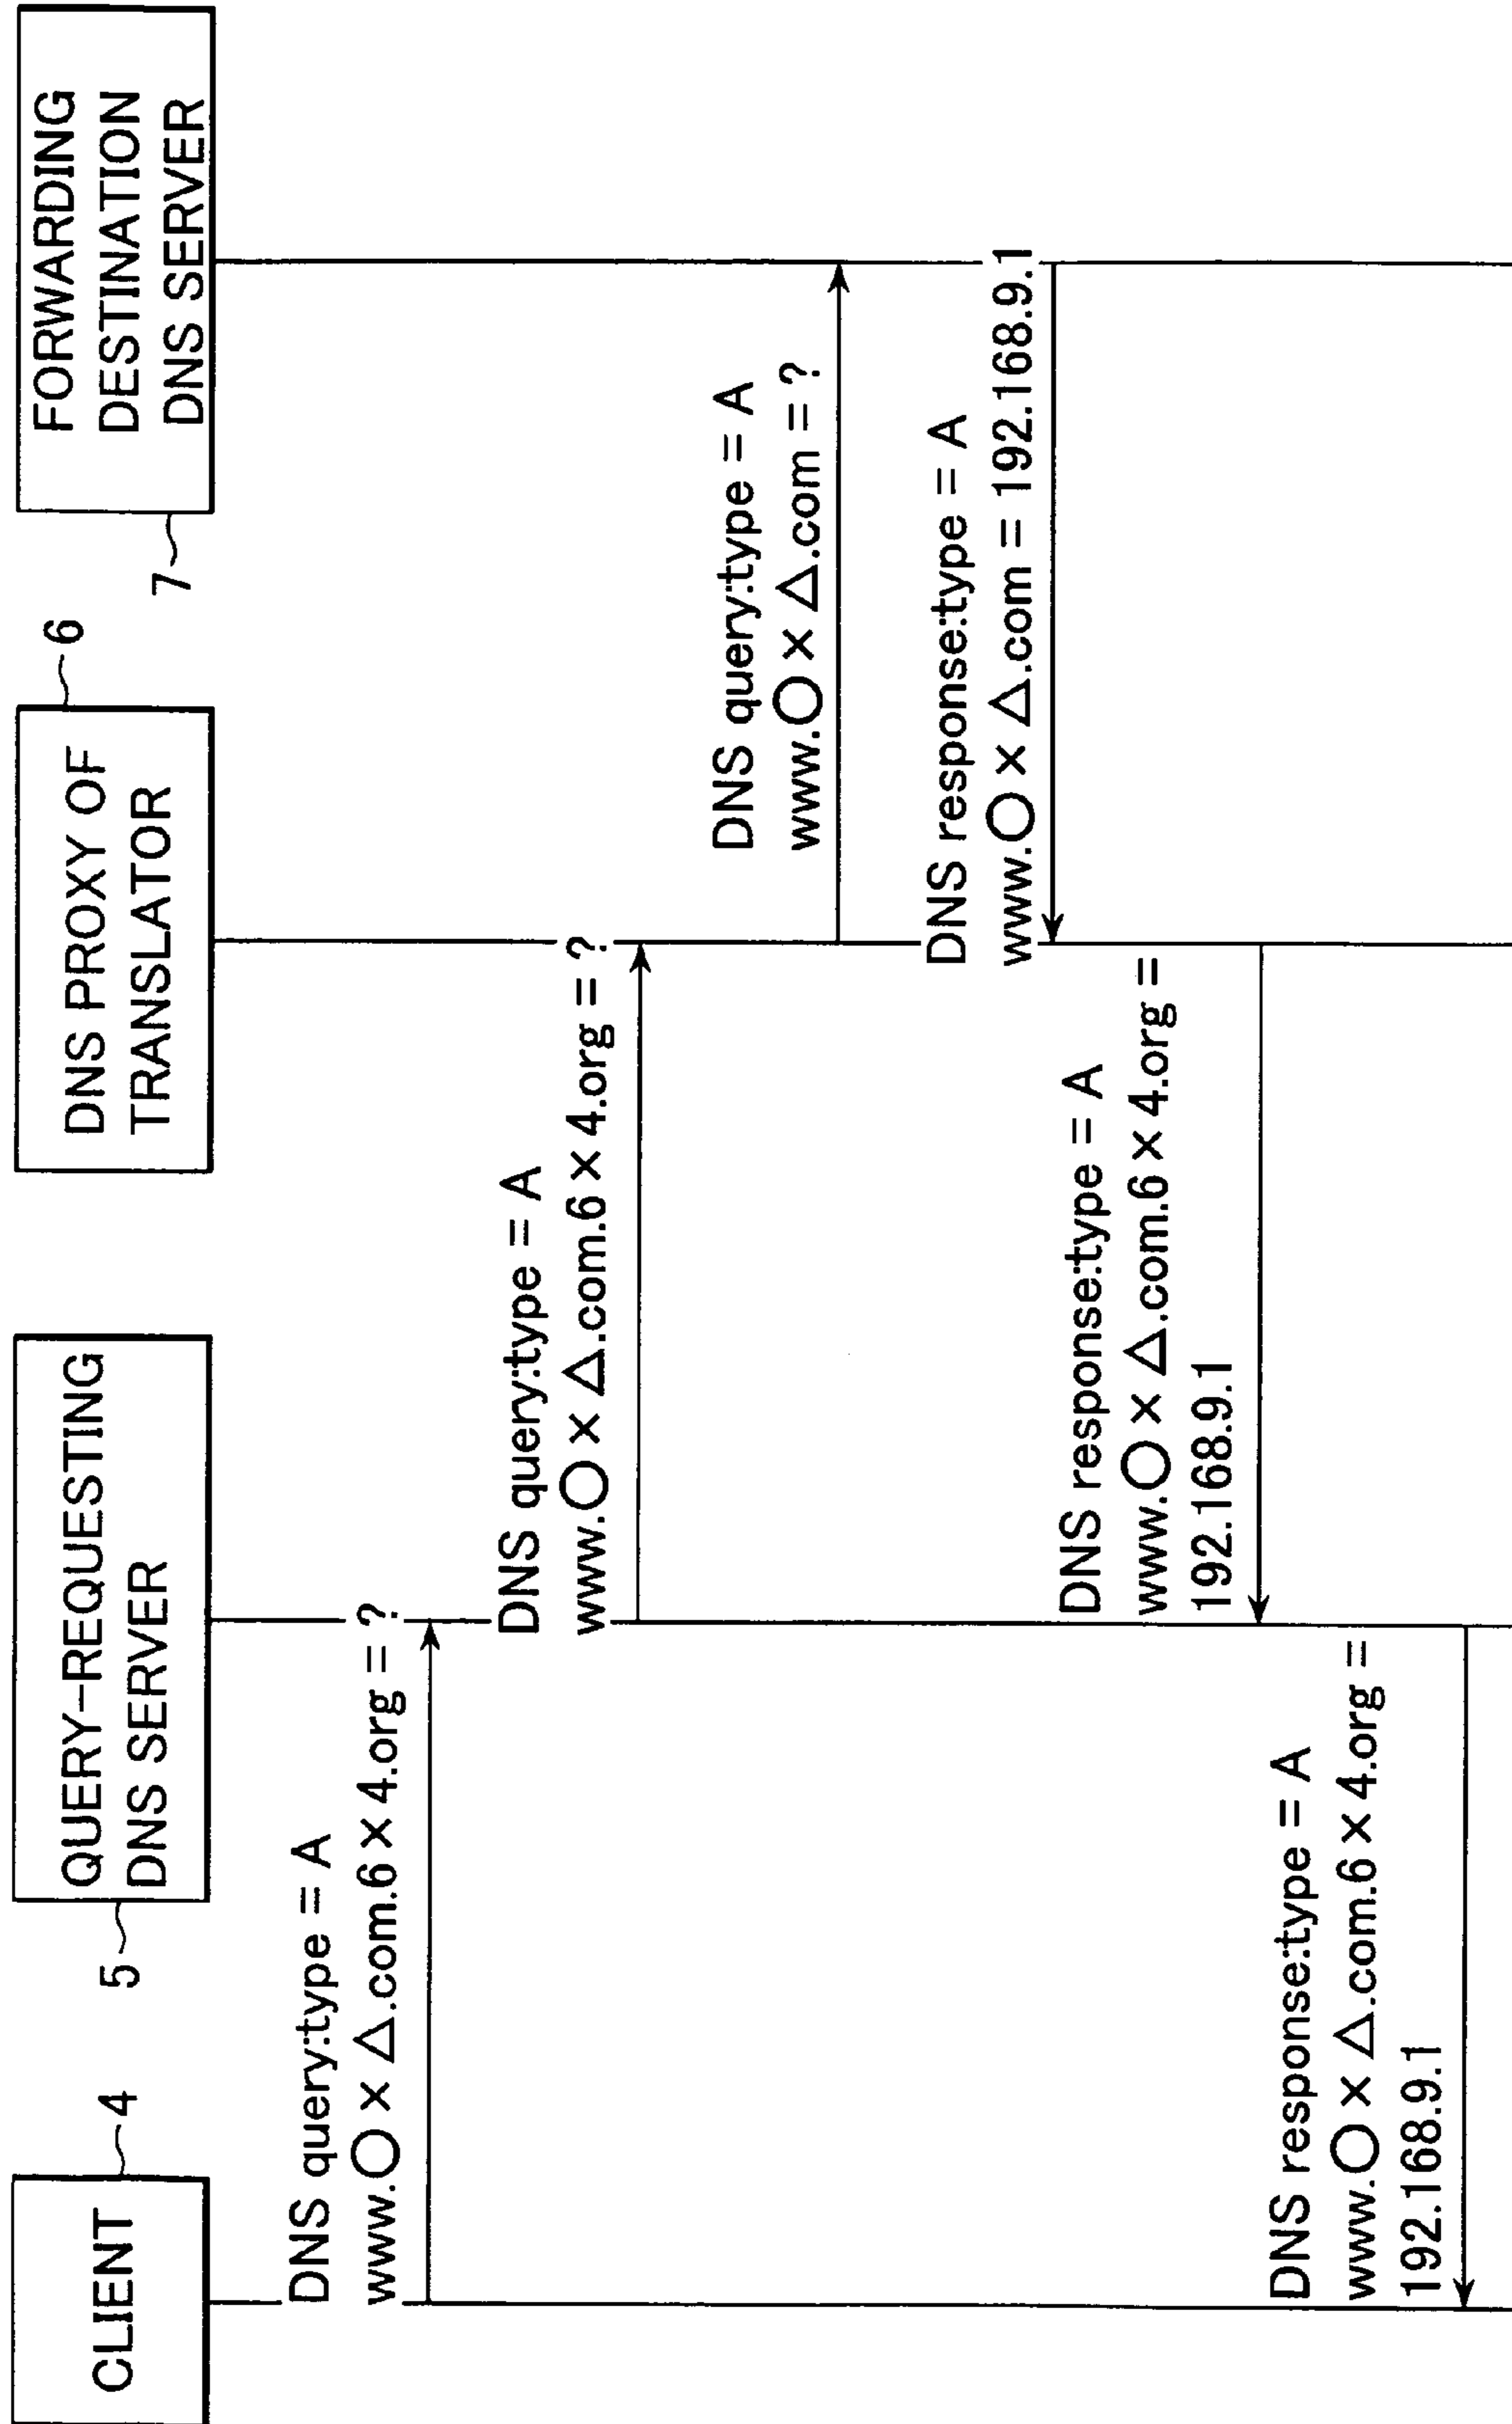 CLIENT
4
QUERY-REQUESTING
DNS SERVER
5
DNS PROXY OF
TRANSLATOR
6
FORWARDING
DESTINATION
DNS SERVER
7
DNS query:type = A
www.○×△.com.6×4.org = ?
DNS query:type = A
www.○×△.com.6×4.org = ?
DNS query:type = A
www.○×△.com = ?
DNS response:type = A
www.○×△.com = 192.168.9.1
DNS response:type = A
www.○×△.com.6×4.org =
192.168.9.1
DNS response:type = A
www.○×△.com.6×4.org =
192.168.9.1